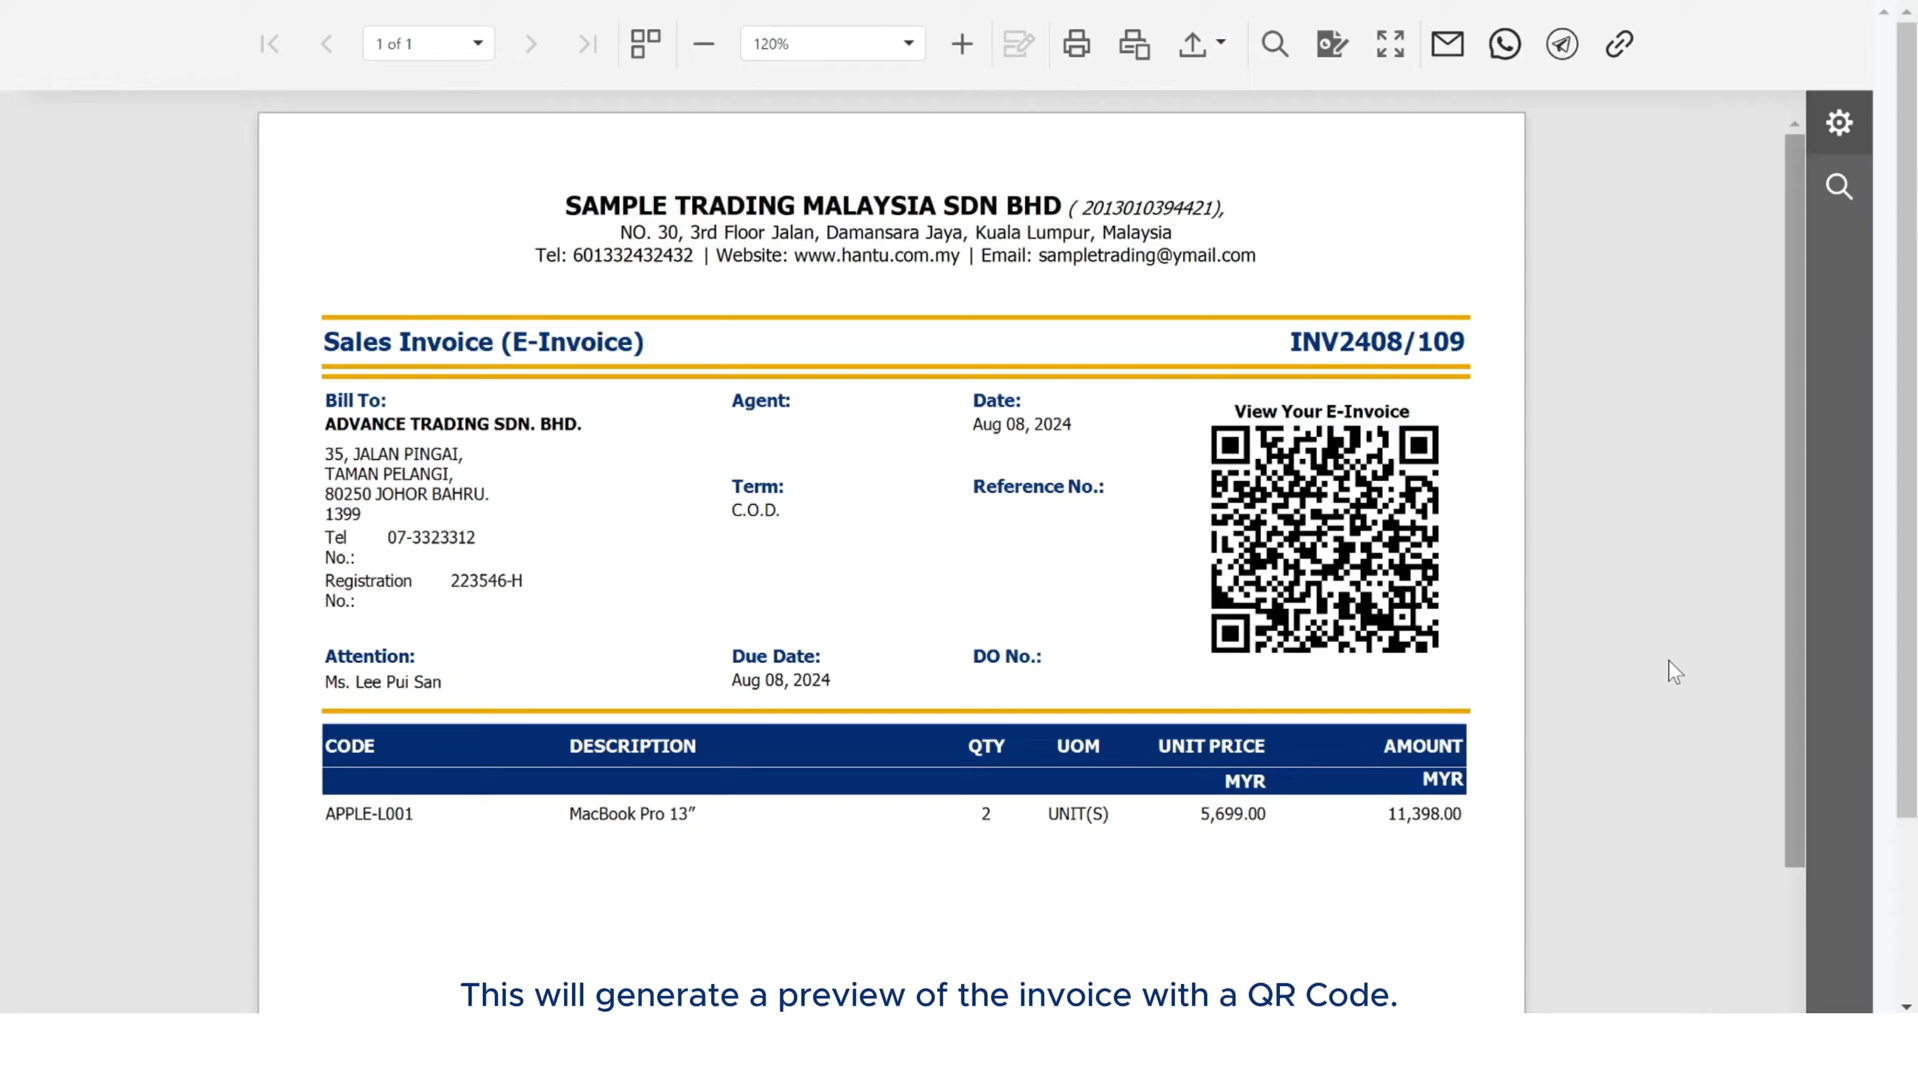 1 of 1
120%
SAMPLE TRADING MALAYSIA SDN BHD ( 2013010394421),
NO. 30, 3rd Floor Jalan, Damansara Jaya, Kuala Lumpur, Malaysia
Tel: 601332432432 | Website: www.hantu.com.my | Email: sampletrading@ymail.com
Sales Invoice (E-Invoice)
INV2408/109
Bill To:
ADVANCE TRADING SDN. BHD.
35, JALAN PINGAI,
TAMAN PELANGI,
80250 JOHOR BAHRU.
1399
Tel No.: 07-3323312
Registration No.: 223546-H
Agent:
Date:
Aug 08, 2024
View Your E-Invoice
Term:
C.O.D.
Reference No.:
Attention:
Ms. Lee Pui San
Due Date:
Aug 08, 2024
DO No.:
CODE DESCRIPTION QTY UOM UNIT PRICE AMOUNT
MYR MYR
APPLE-L001 MacBook Pro 13” 2 UNIT(S) 5,699.00 11,398.00
This will generate a preview of the invoice with a QR Code.